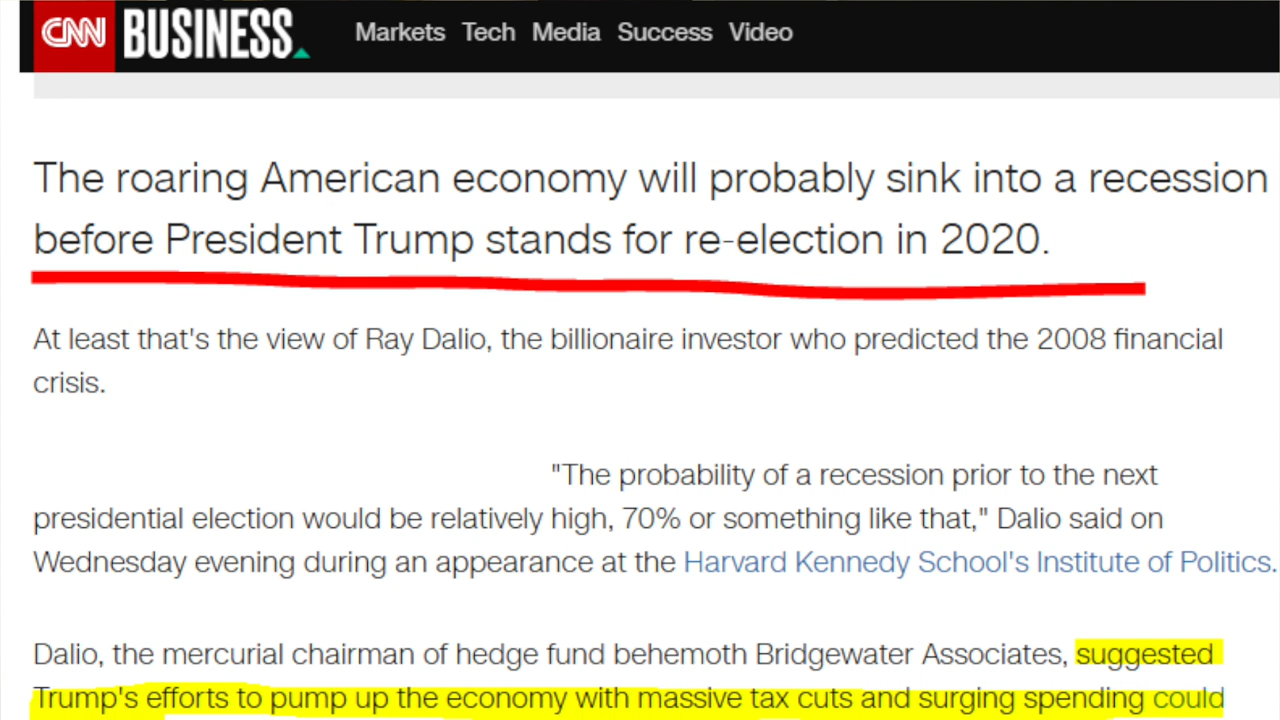 CNN BUSINESS Markets Tech Media Success Video
The roaring American economy will probably sink into a recession
before President Trump stands for re-election in 2020.
At least that's the view of Ray Dalio, the billionaire investor who predicted the 2008 financial
crisis.
"The probability of a recession prior to the next
presidential election would be relatively high, 70% or something like that," Dalio said on
Wednesday evening during an appearance at the Harvard Kennedy School's Institute of Politics.
Dalio, the mercurial chairman of hedge fund behemoth Bridgewater Associates, suggested
Trump's efforts to pump up the economy with massive tax cuts and surging spending could